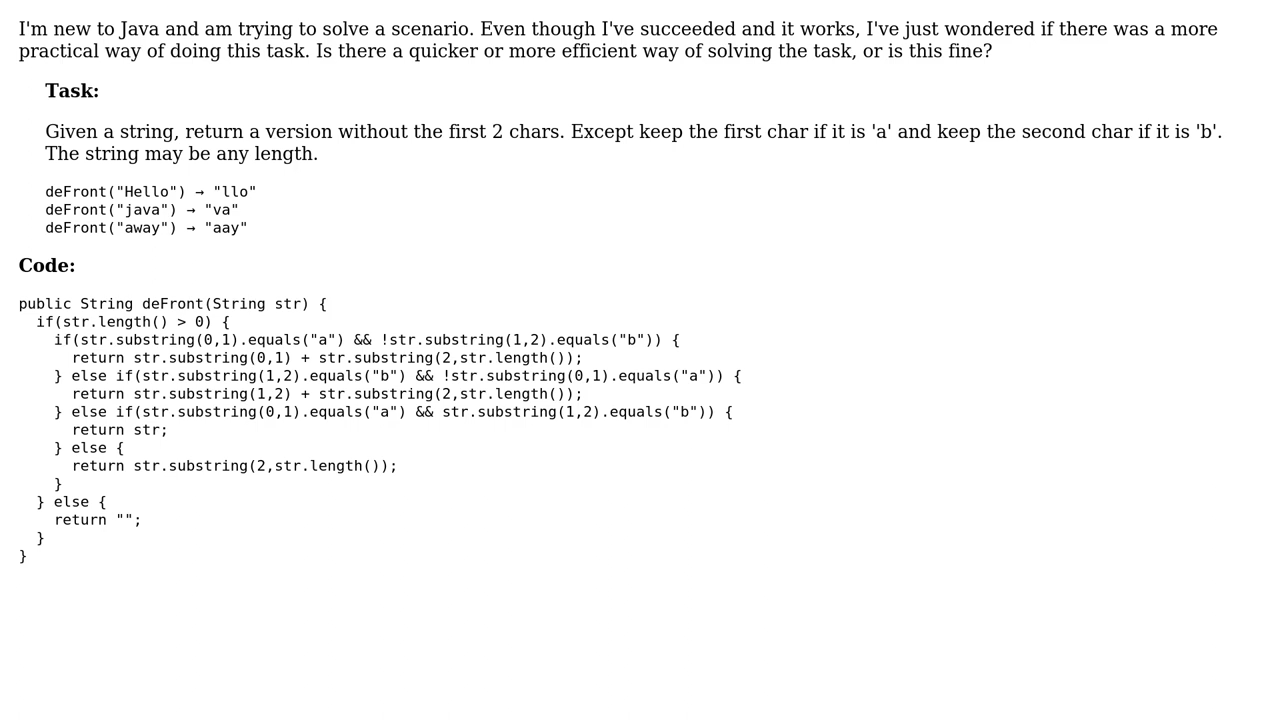 I'm new to Java and am trying to solve a scenario. Even though I've succeeded and it works, I've just wondered if there was a more
practical way of doing this task. Is there a quicker or more efficient way of solving the task, or is this fine?
Task:
Given a string, return a version without the first 2 chars. Except keep the first char if it is 'a' and keep the second char if it is 'b'.
The string may be any length.
deFront("Hello") → "llo"
deFront("java") → "va"
deFront("away") → "aay"
Code:
public String deFront(String str) {
  if(str.length() > 0) {
    if(str.substring(0,1).equals("a") && !str.substring(1,2).equals("b")) {
      return str.substring(0,1) + str.substring(2,str.length());
    } else if(str.substring(1,2).equals("b") && !str.substring(0,1).equals("a")) {
      return str.substring(1,2) + str.substring(2,str.length());
    } else if(str.substring(0,1).equals("a") && str.substring(1,2).equals("b")) {
      return str;
    } else {
      return str.substring(2,str.length());
    }
  } else {
    return "";
  }
}